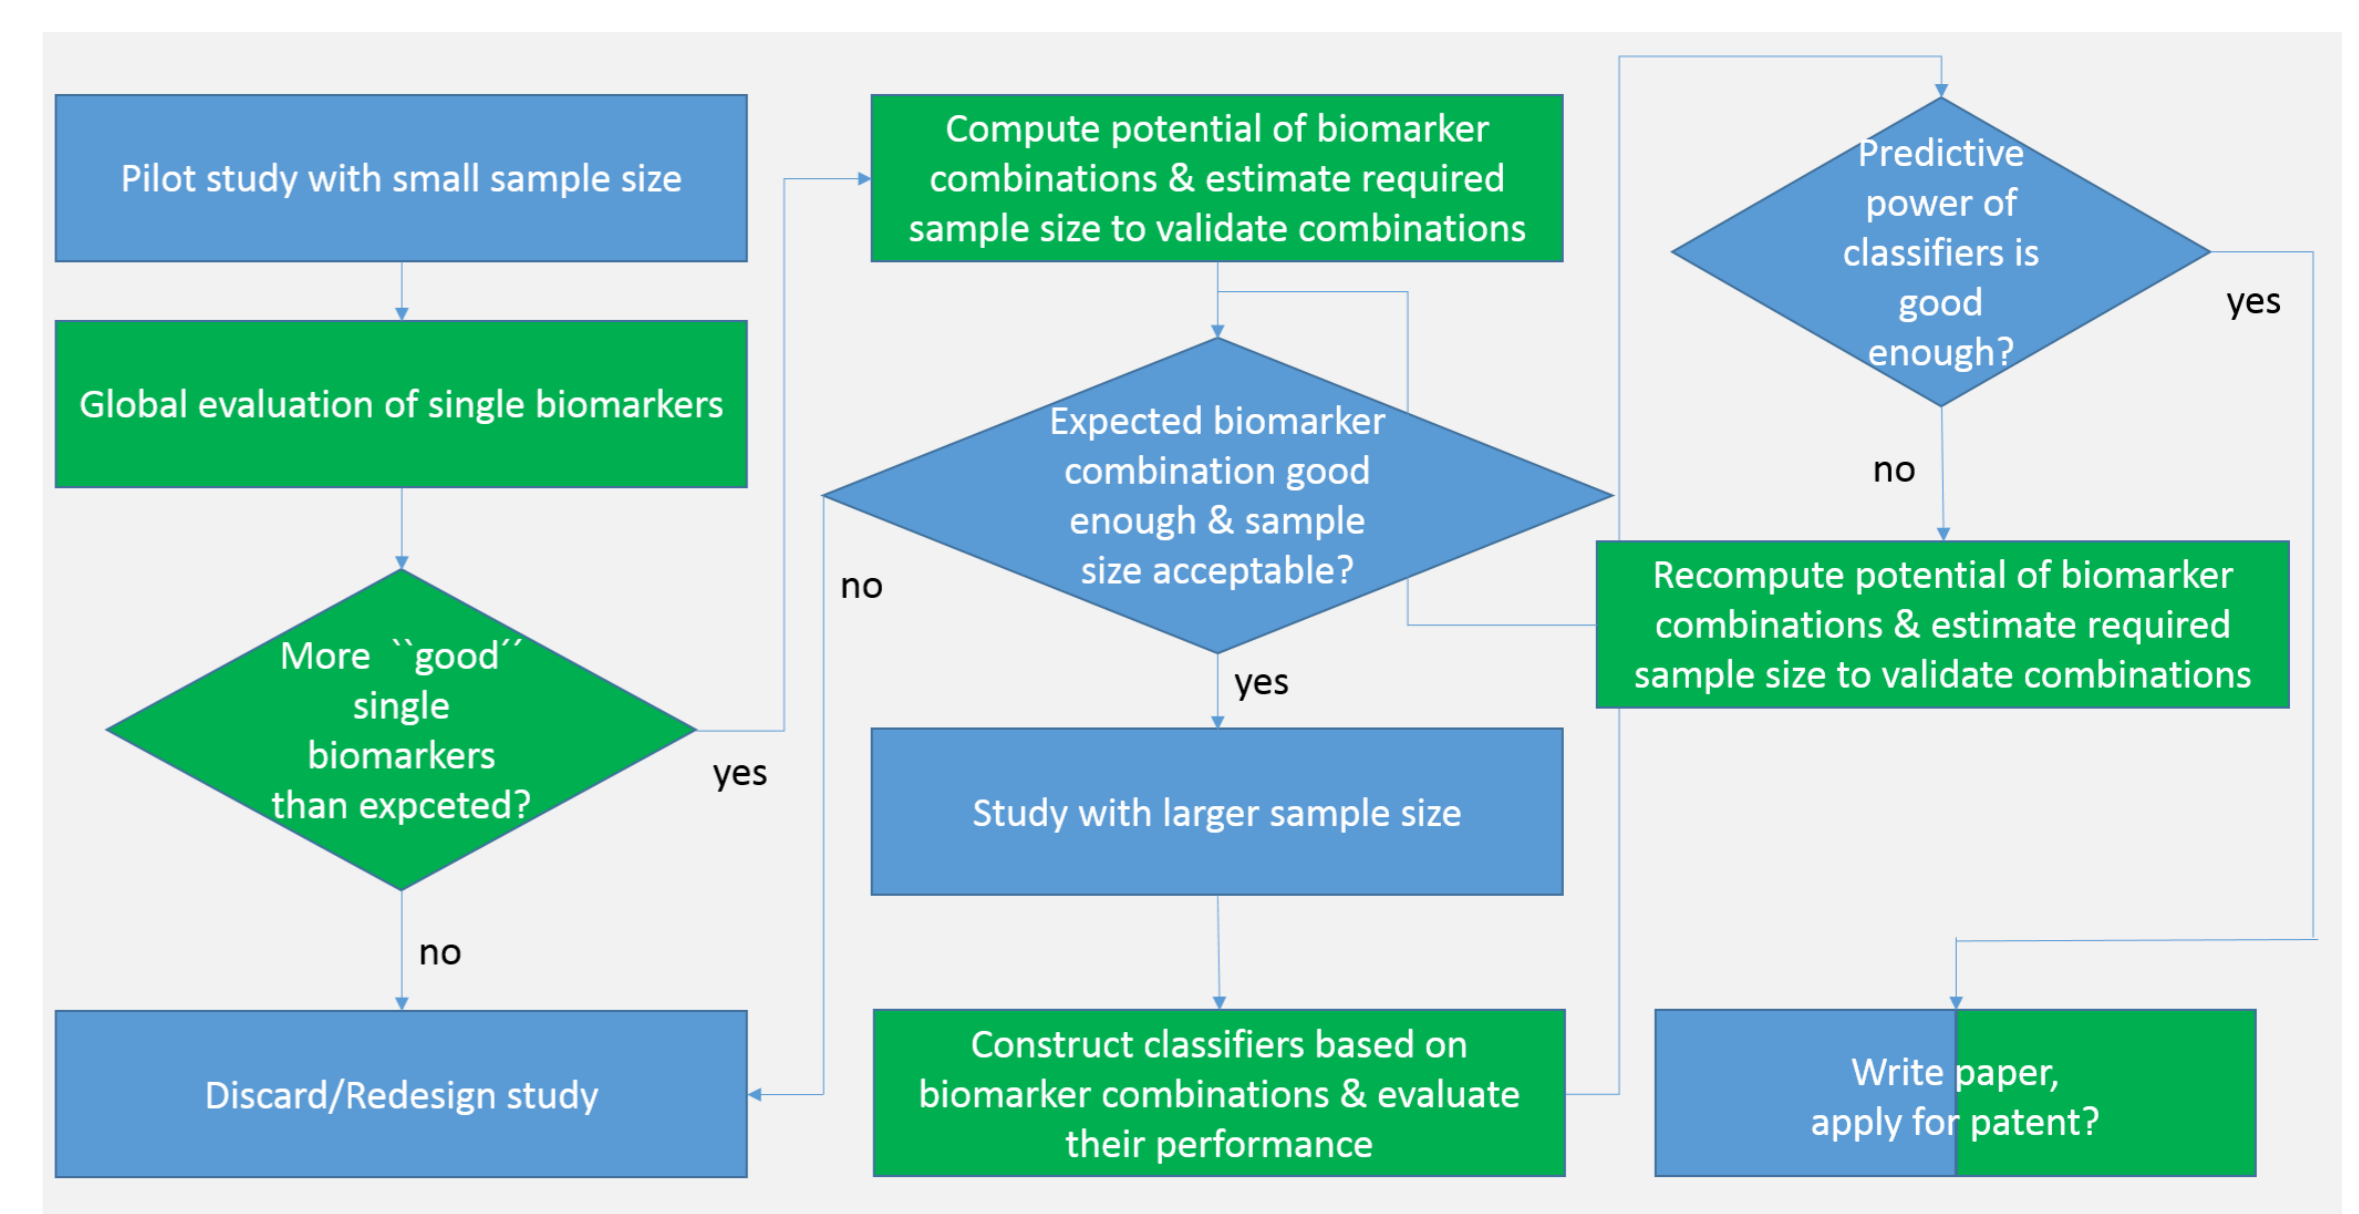 Pilot study with small sample size
Global evaluation of single biomarkers
More ``good´´
single
biomarkers
than expceted?
yes
no
Discard/Redesign study
Compute potential of biomarker
combinations & estimate required
sample size to validate combinations
Expected biomarker
combination good
enough & sample
size acceptable?
no
yes
Study with larger sample size
Construct classifiers based on
biomarker combinations & evaluate
their performance
Predictive
power of
classifiers is
good
enough?
yes
no
Recompute potential of biomarker
combinations & estimate required
sample size to validate combinations
Write paper,
apply for patent?